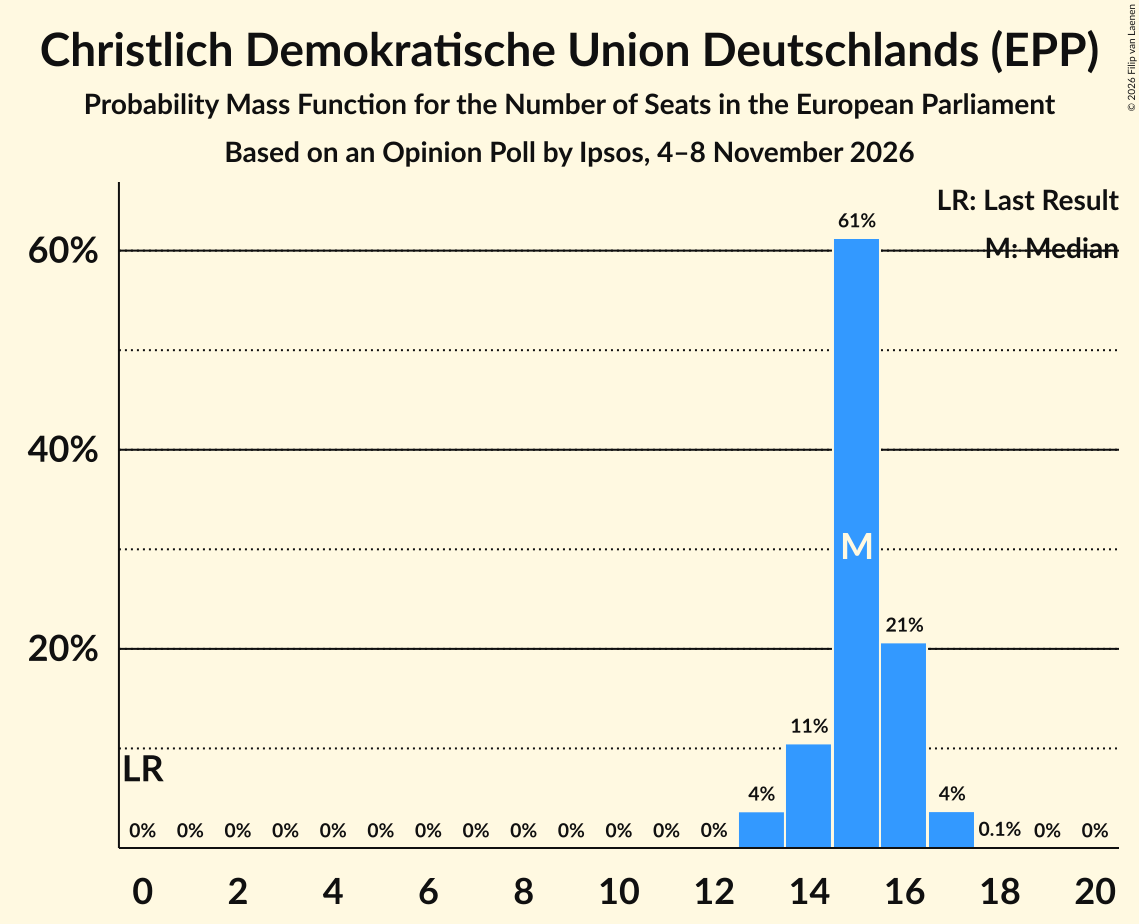 Christlich Demokratische Union Deutschlands (EPP)
Probability Mass Function for the Number of Seats in the European Parliament
Based on an Opinion Poll by Ipsos, 4–8 November 2026
© 2026 Filip van Laenen
LR: Last Result
M: Median
60%
40%
20%
61%
M
21%
11%
LR
4%
4%
0% 0% 0% 0% 0% 0% 0% 0% 0% 0% 0% 0% 0% 0.1% 0% 0%
0 2 4 6 8 10 12 14 16 18 20